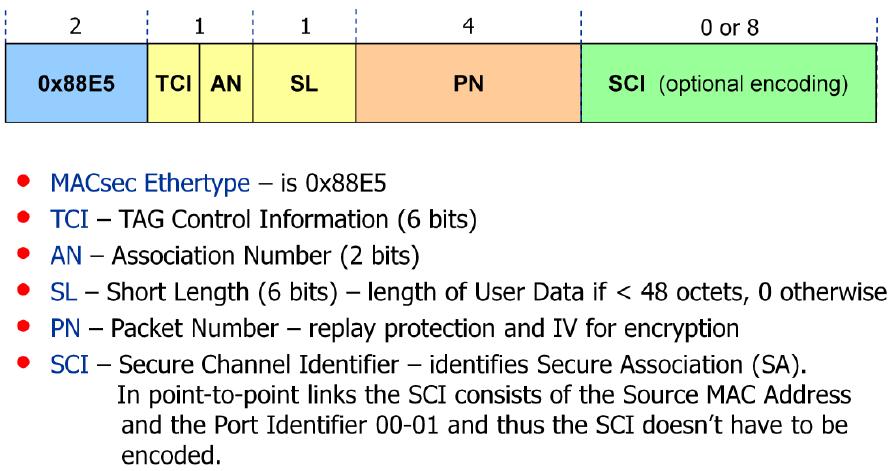 2 1 1 4 0 or 8
0x88E5 TCI AN SL PN SCI (optional encoding)
• MACsec Ethertype – is 0x88E5
• TCI – TAG Control Information (6 bits)
• AN – Association Number (2 bits)
• SL – Short Length (6 bits) – length of User Data if < 48 octets, 0 otherwise
• PN – Packet Number – replay protection and IV for encryption
• SCI – Secure Channel Identifier – identifies Secure Association (SA).
In point-to-point links the SCI consists of the Source MAC Address
and the Port Identifier 00-01 and thus the SCI doesn't have to be
encoded.